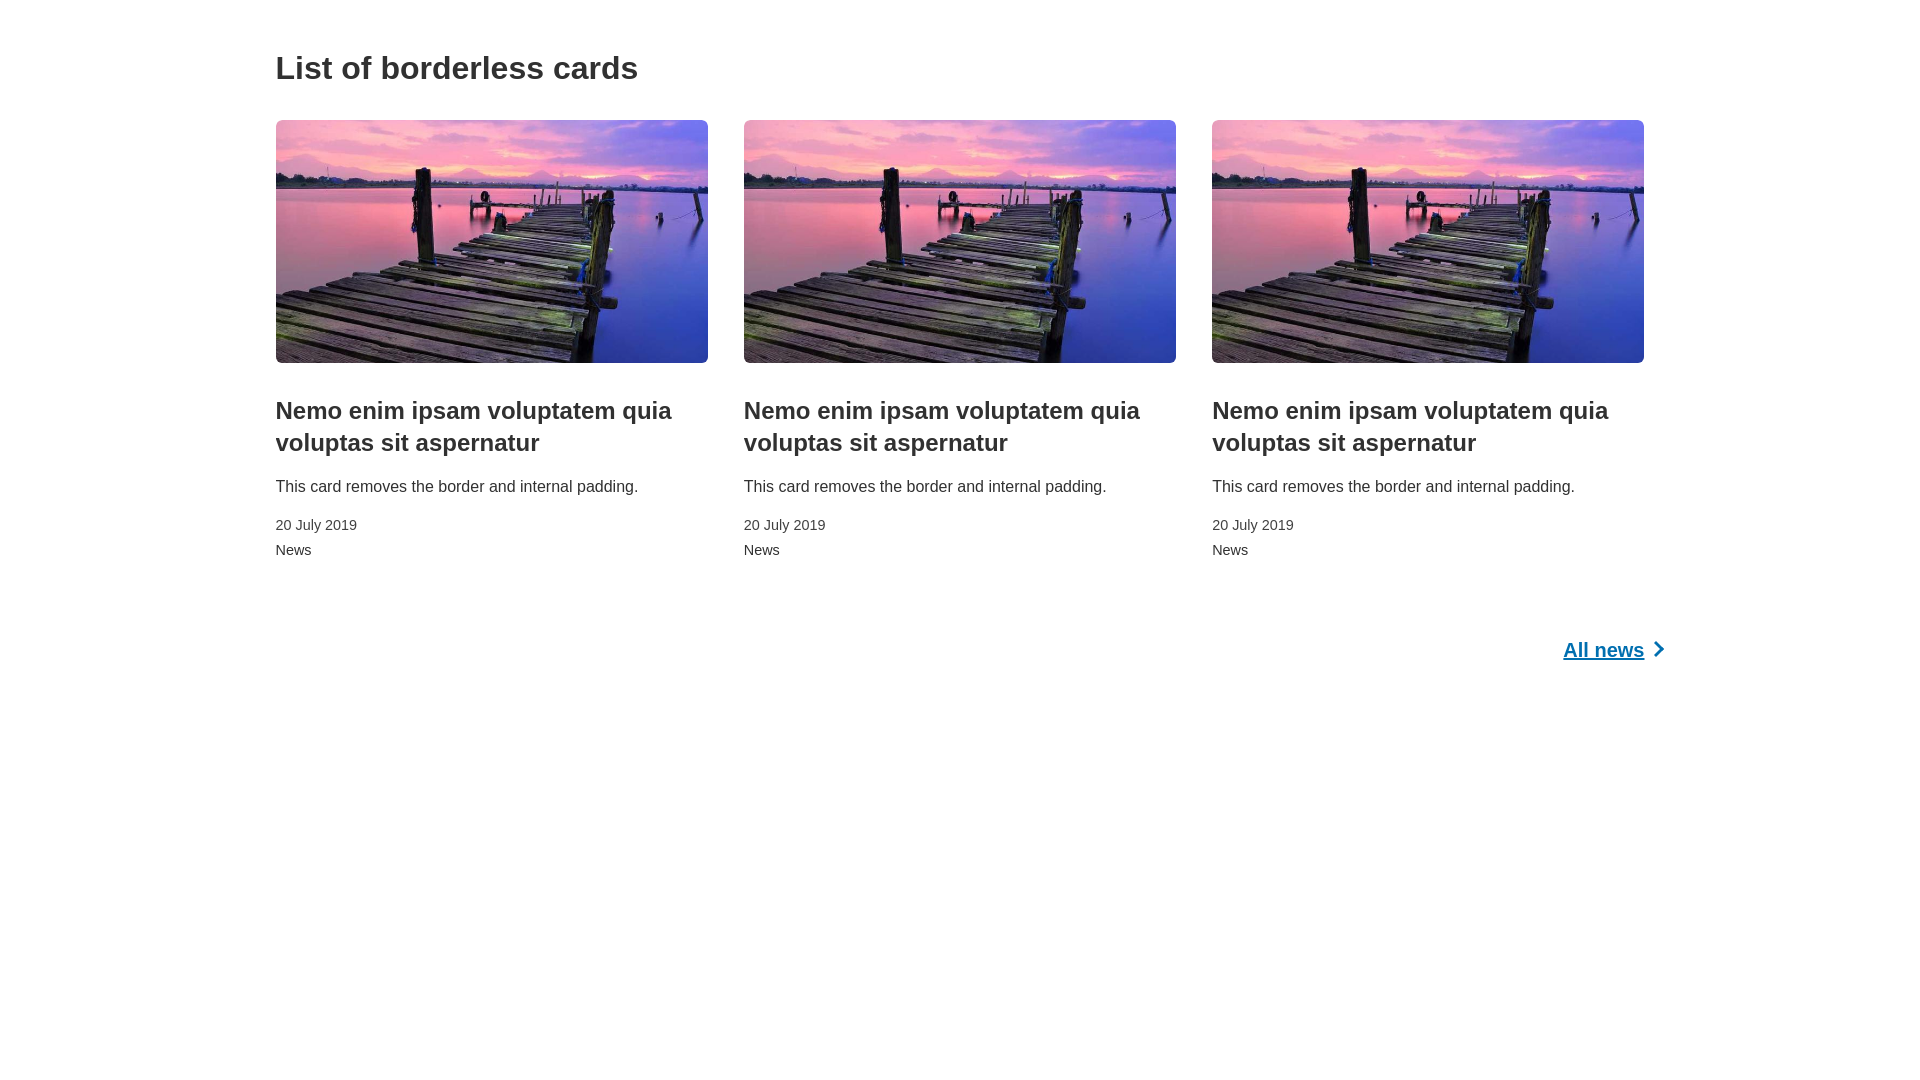 List of borderless cards
Nemo enim ipsam voluptatem quia
voluptas sit aspernatur
This card removes the border and internal padding.
20 July 2019
News
Nemo enim ipsam voluptatem quia
voluptas sit aspernatur
This card removes the border and internal padding.
20 July 2019
News
Nemo enim ipsam voluptatem quia
voluptas sit aspernatur
This card removes the border and internal padding.
20 July 2019
News
All news